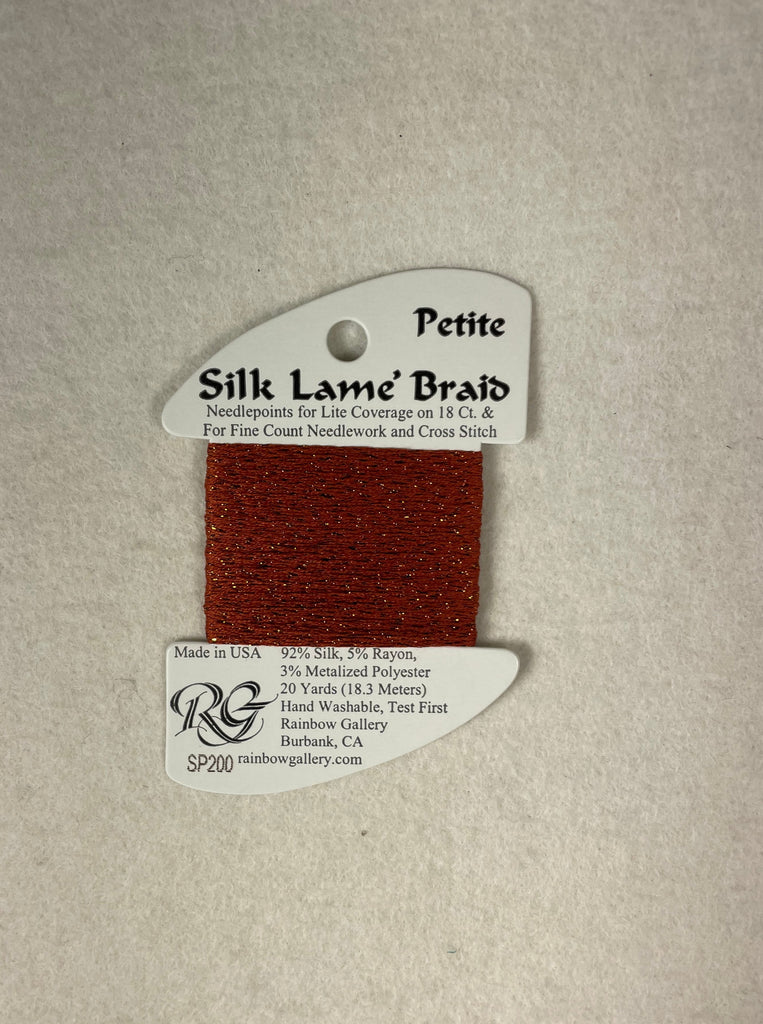 Petite
Silk Lame' Braid
Needlepoints for Lite Coverage on 18 Ct. &
For Fine Count Needlework and Cross Stitch
Made in USA 92% Silk, 5% Rayon,
3% Metalized Polyester
20 Yards (18.3 Meters)
Hand Washable, Test First
RG Rainbow Gallery
Burbank, CA
SP200 rainbowgallery.com